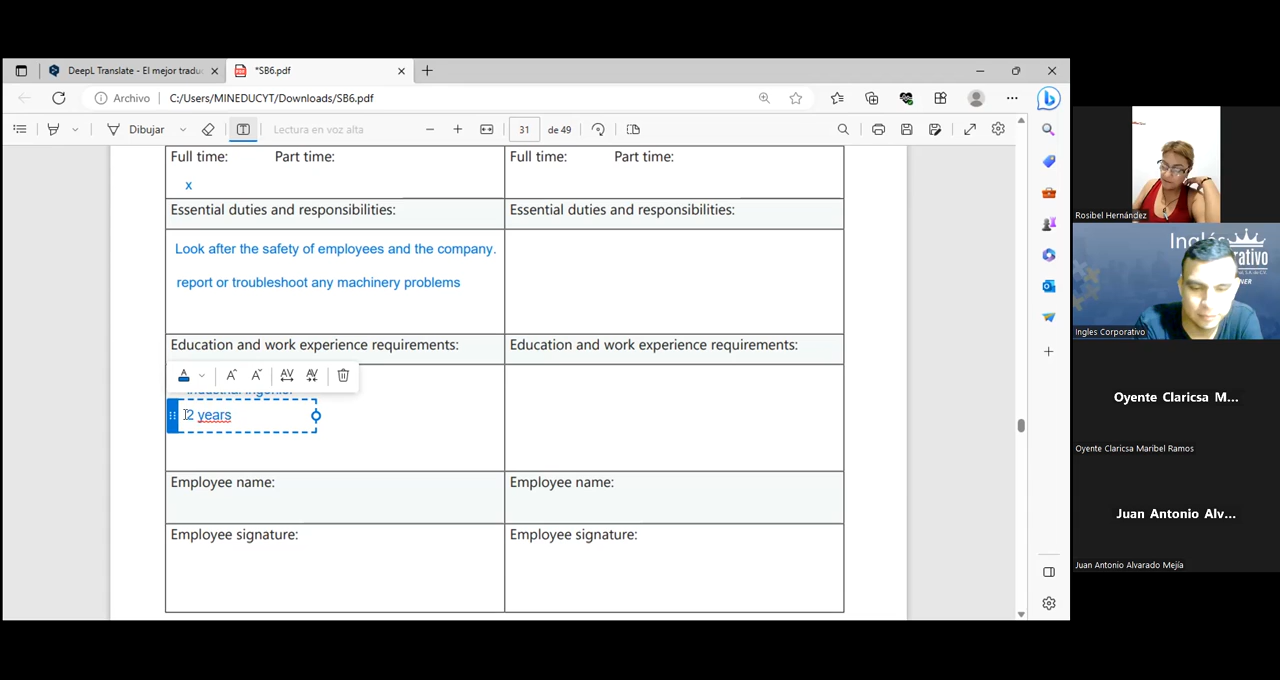 DeepL Translate - El mejor tradu
*SB6.pdf
Archivo
C:/Users/MINEDUCYT/Downloads/SB6.pdf
Dibujar
Lectura en voz alta
31
de 49
Full time: Part time:
Full time: Part time:
x
Essential duties and responsibilities:
Essential duties and responsibilities:
Look after the safety of employees and the company.
report or troubleshoot any machinery problems
Education and work experience requirements:
Education and work experience requirements:
2 years
Employee name:
Employee name:
Employee signature:
Employee signature:
Rosibel Hernández
Inglés
Ingles Corporativo
Oyente Claricsa M...
Oyente Claricsa Maribel Ramos
Juan Antonio Alv...
Juan Antonio Alvarado Mejía